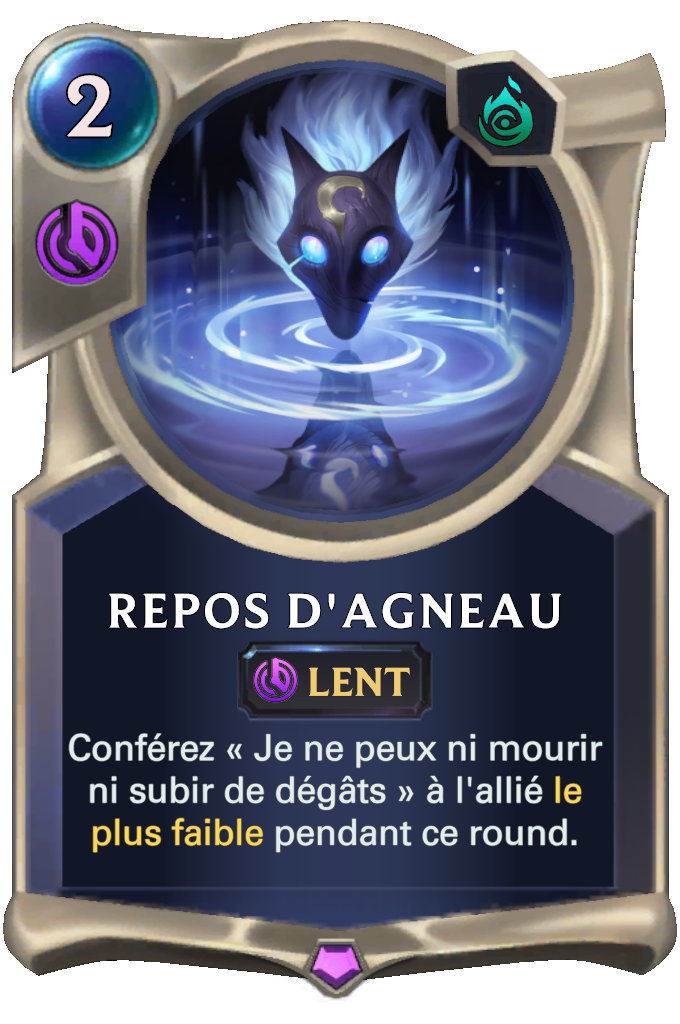 2
REPOS D'AGNEAU
LENT
Conférez « Je ne peux ni mourir
ni subir de dégâts » à l'allié le
plus faible pendant ce round.